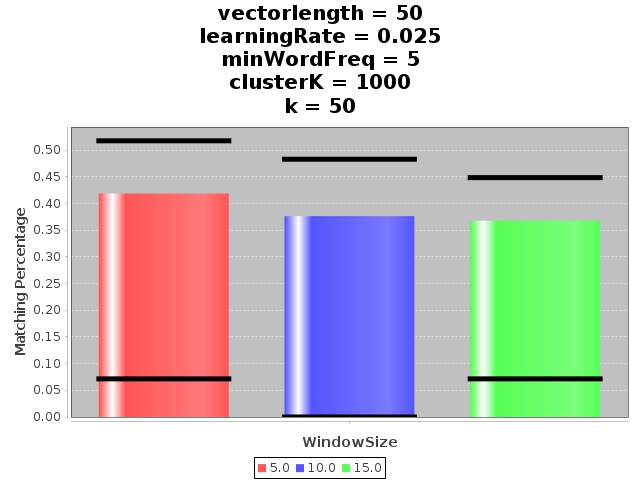 vectorlength = 50
learningRate = 0.025
minWordFreq = 5
clusterK = 1000
k = 50
0.50
0.45
0.40
0.35
0.30
0.25
0.20
0.15
0.10
0.05
0.00
Matching Percentage
WindowSize
5.0 10.0 15.0